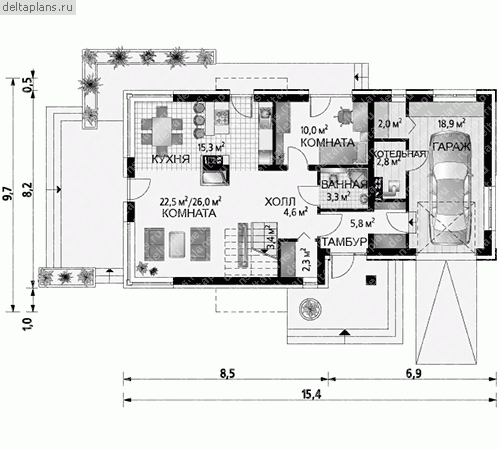 deltaplans.ru
0,5
9,7
8,2
1,0
КУХНЯ
15,3 м²
10,0 м²
КОМНАТА
2,0 м²
18,9 м²
ГАРАЖ
КОТЕЛЬНАЯ
2,8 м²
ВАННАЯ
3,3 м²
22,5 м²/26,0 м²
КОМНАТА
ХОЛЛ
4,6 м²
5,8 м²
ТАМБУР
3,4 м²
2,3 м²
8,5
6,9
15,4